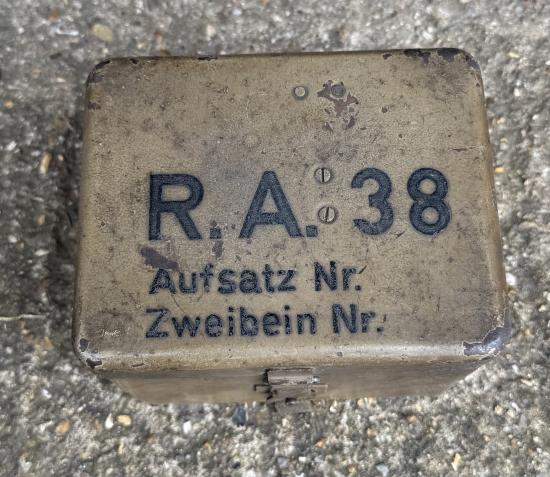 R.A.38
Aufsatz Nr.
Zweibein Nr.